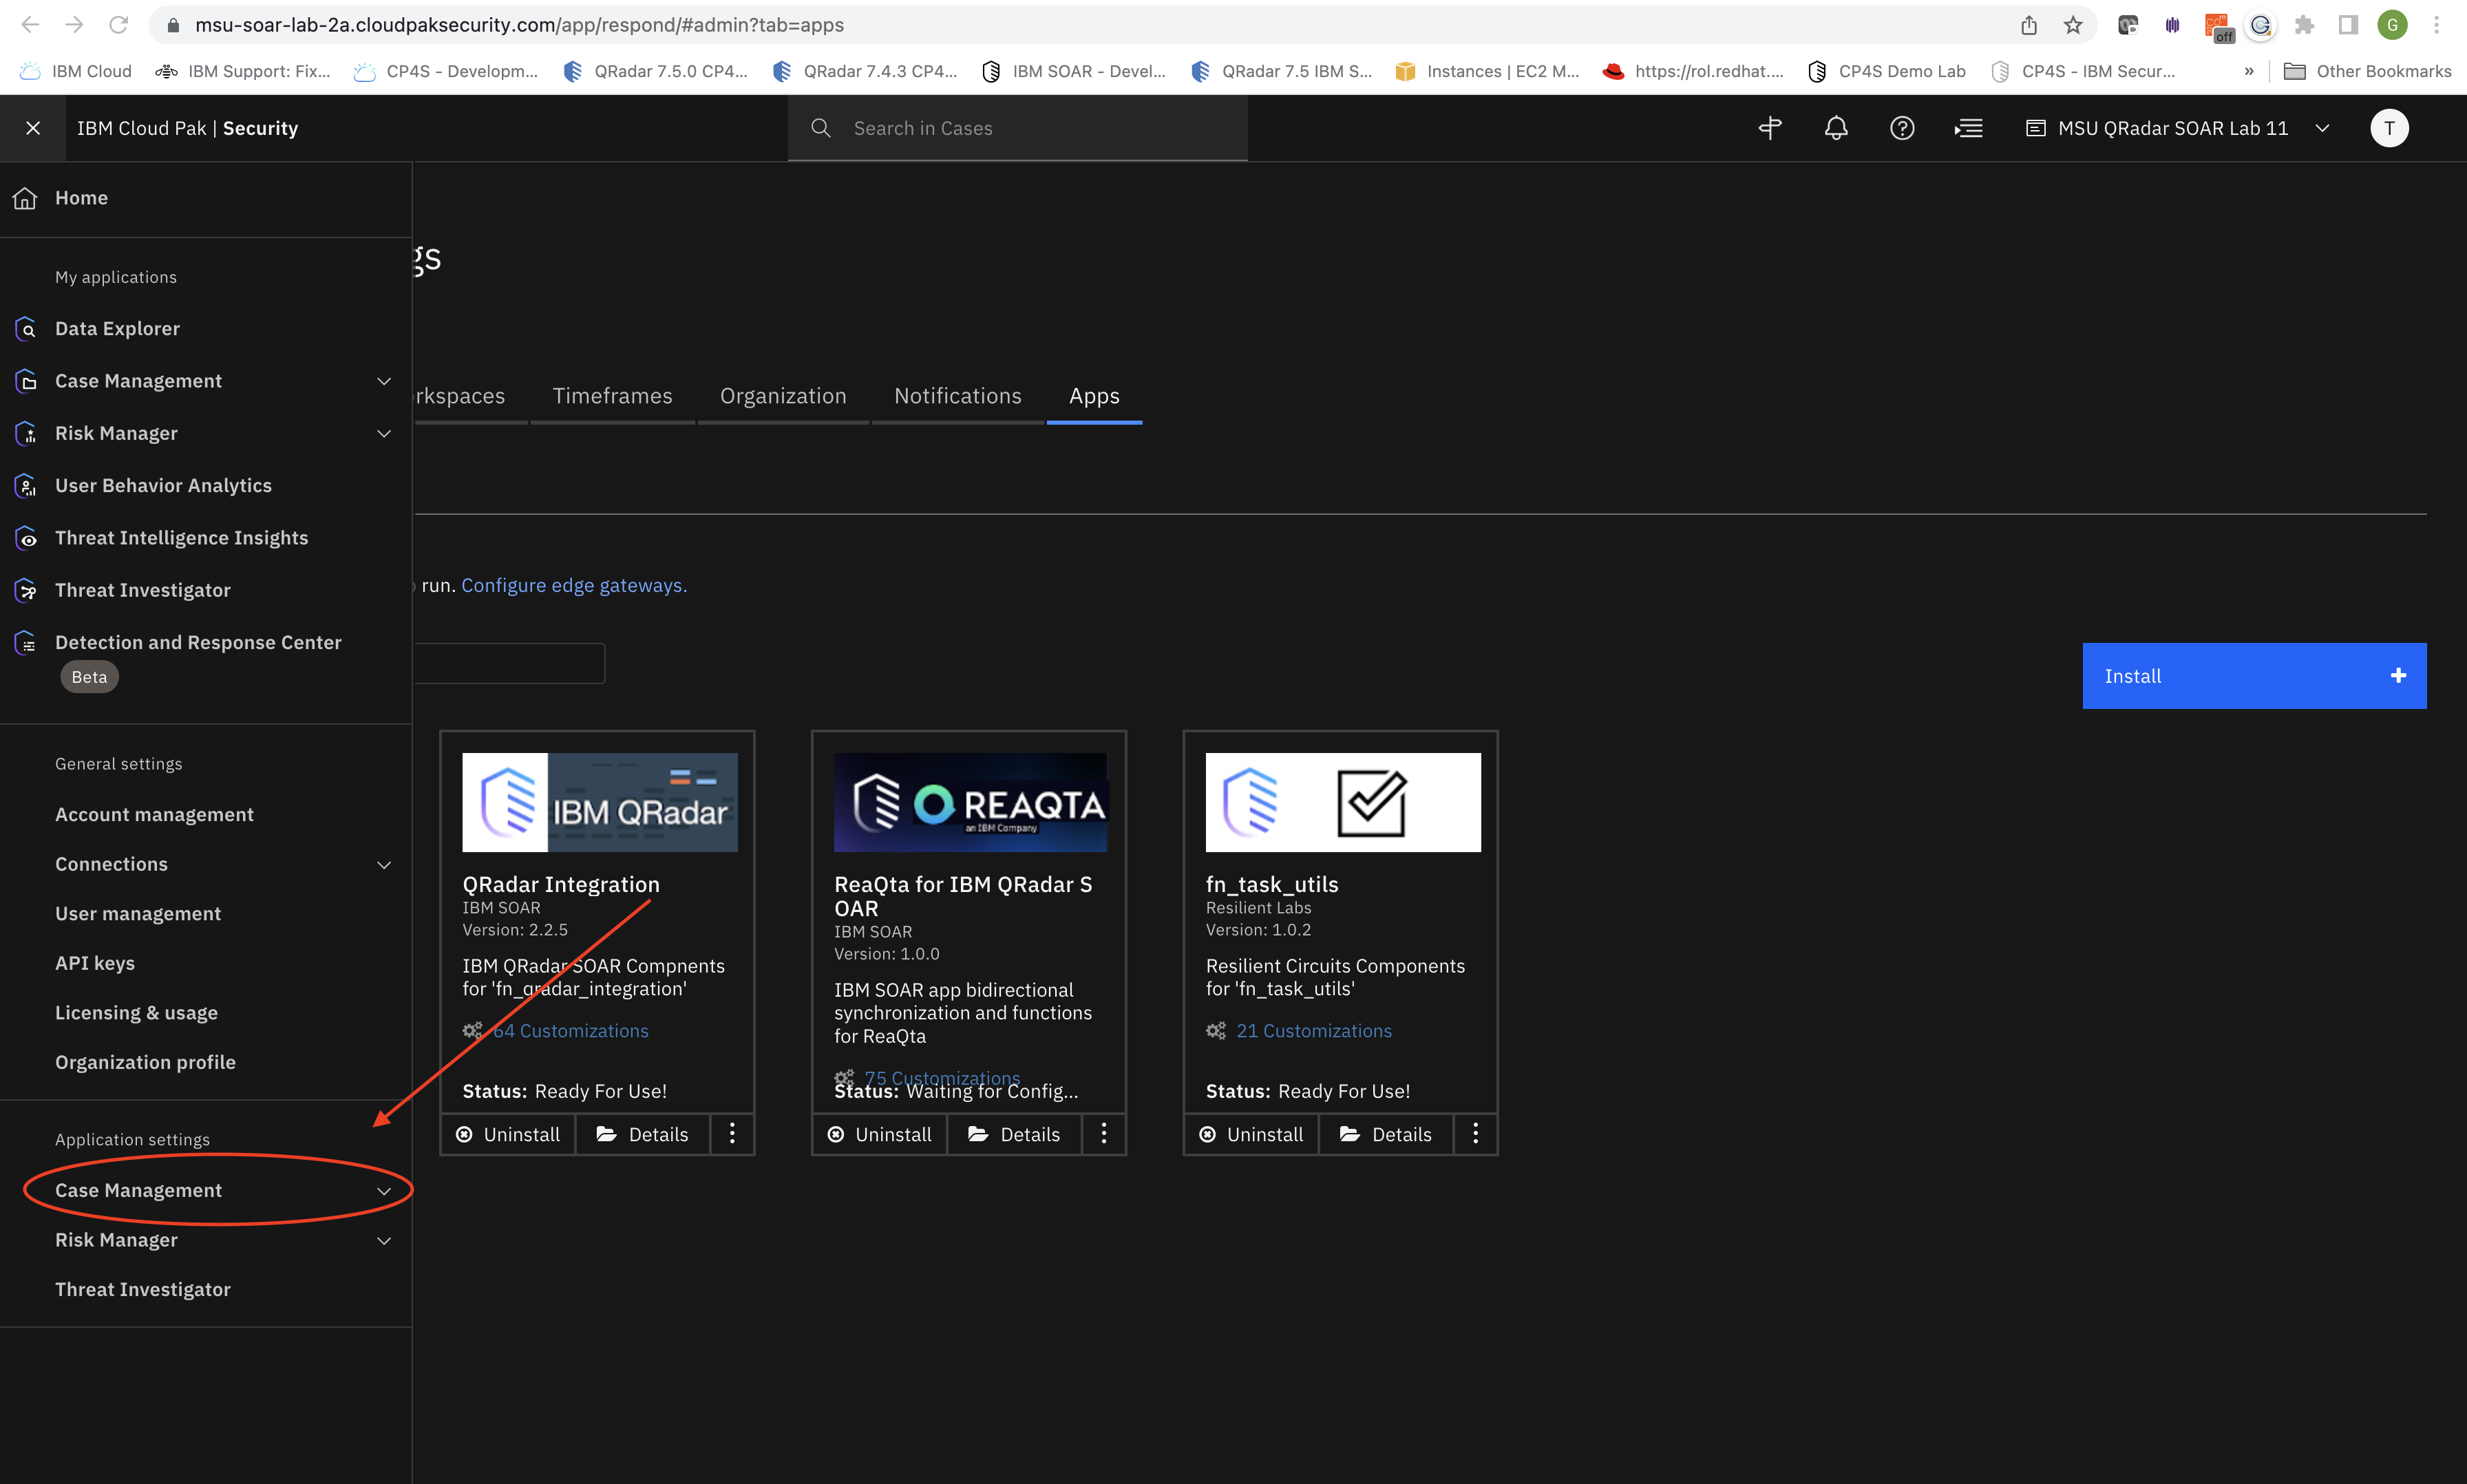 msu-soar-lab-2a.cloudpaksecurity.com/app/respond/#admin?tab=apps
off
G
IBM Cloud
IBM Support: Fix...
CP4S - Developm...
QRadar 7.5.0 CP4...
QRadar 7.4.3 CP4...
IBM SOAR - Devel...
QRadar 7.5 IBM S...
Instances | EC2 M...
https://rol.redhat....
CP4S Demo Lab
CP4S - IBM Secur...
»
Other Bookmarks
IBM Cloud Pak | Security
Search in Cases
MSU QRadar SOAR Lab 11
T
Home
My applications
Data Explorer
Case Management
Risk Manager
User Behavior Analytics
Threat Intelligence Insights
Threat Investigator
Detection and Response Center
Beta
General settings
Account management
Connections
User management
API keys
Licensing & usage
Organization profile
Application settings
Case Management
Risk Manager
Threat Investigator
gs
rkspaces
Timeframes
Organization
Notifications
Apps
run. Configure edge gateways.
Install
IBM QRadar
QRadar Integration
IBM SOAR
Version: 2.2.5
IBM QRadar SOAR Compnents
for 'fn_qradar_integration'
64 Customizations
Status: Ready For Use!
Uninstall
Details
REAQTA
an IBM Company
ReaQta for IBM QRadar S
OAR
IBM SOAR
Version: 1.0.0
IBM SOAR app bidirectional
synchronization and functions
for ReaQta
75 Customizations
Status: Waiting for Config...
Uninstall
Details
fn_task_utils
Resilient Labs
Version: 1.0.2
Resilient Circuits Components
for 'fn_task_utils'
21 Customizations
Status: Ready For Use!
Uninstall
Details